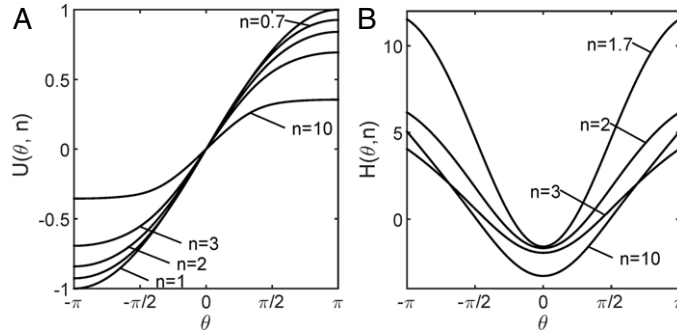 A
B
1
0.5
0
-0.5
-1
U(θ, n)
n=0.7
n=10
n=3
n=2
n=1
-π
-π/2
0
π/2
π
θ
10
5
0
H(θ,n)
n=1.7
n=2
n=3
n=10
-π
-π/2
0
π/2
π
θ